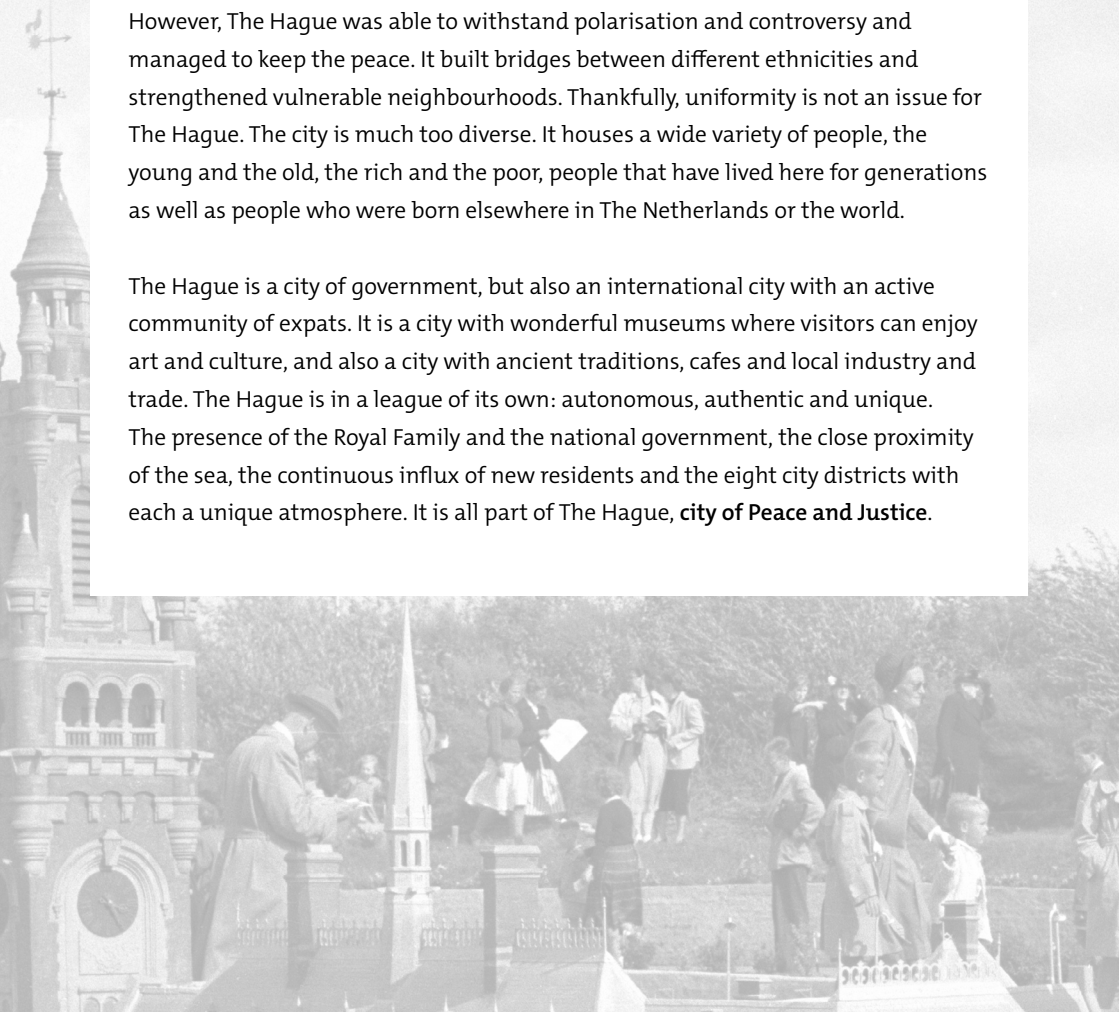 However, The Hague was able to withstand polarisation and controversy and
managed to keep the peace. It built bridges between different ethnicities and
strengthened vulnerable neighbourhoods. Thankfully, uniformity is not an issue for
The Hague. The city is much too diverse. It houses a wide variety of people, the
young and the old, the rich and the poor, people that have lived here for generations
as well as people who were born elsewhere in The Netherlands or the world.
The Hague is a city of government, but also an international city with an active
community of expats. It is a city with wonderful museums where visitors can enjoy
art and culture, and also a city with ancient traditions, cafes and local industry and
trade. The Hague is in a league of its own: autonomous, authentic and unique.
The presence of the Royal Family and the national government, the close proximity
of the sea, the continuous influx of new residents and the eight city districts with
each a unique atmosphere. It is all part of The Hague, city of Peace and Justice.